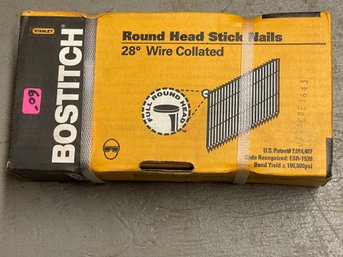 STANLEY
BOSTITCH
Round Head Stick Nails
28° Wire Collated
FULL ROUND HEAD
60
U.S. Patent# 7,014,407
Code Recognized: ESR-1539
Bend Yield ≥ 100,000psi